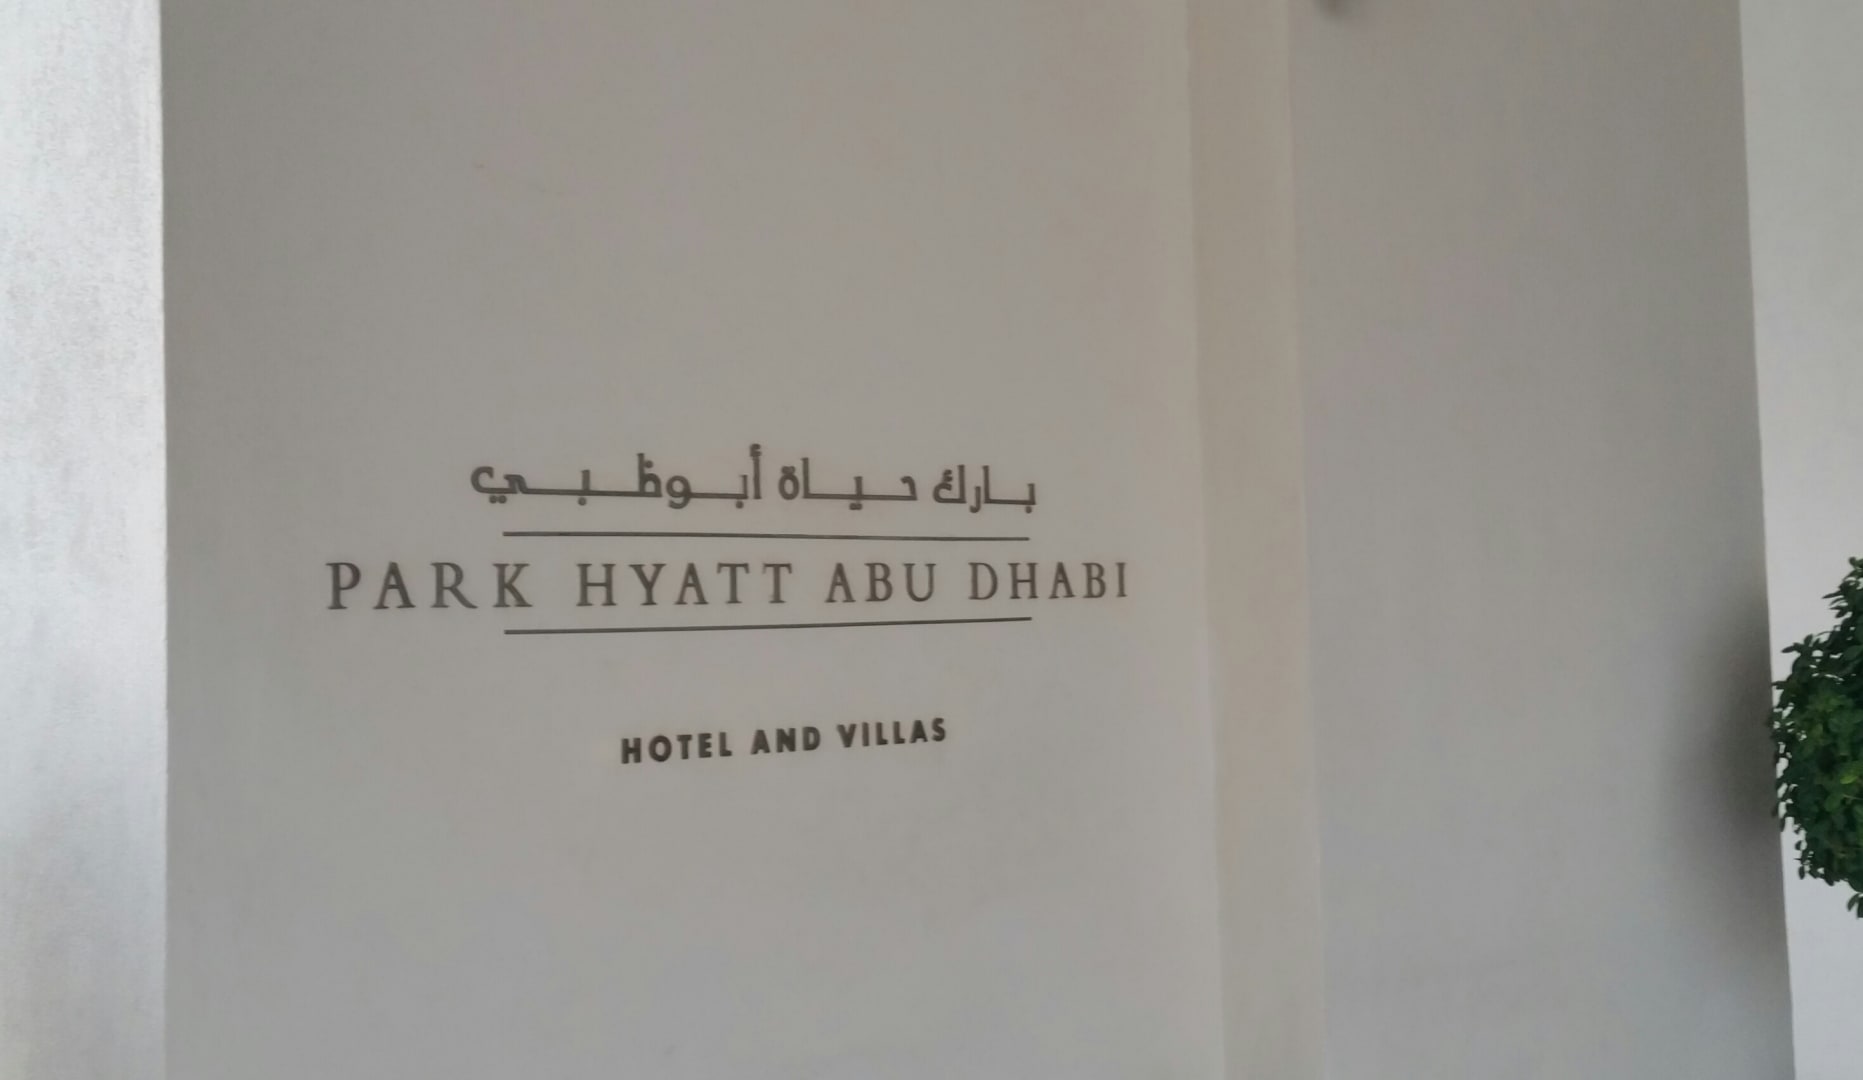 بارك حياة أبوظبي
PARK HYATT ABU DHABI
HOTEL AND VILLAS